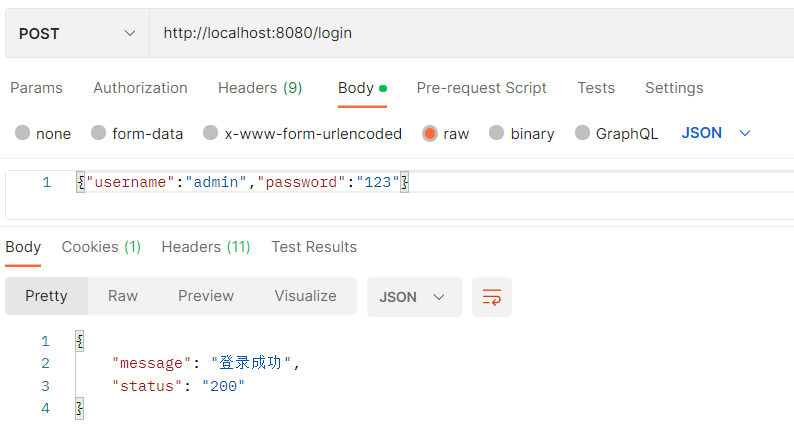 POST http://localhost:8080/login
Params Authorization Headers (9) Body Pre-request Script Tests Settings
none form-data x-www-form-urlencoded raw binary GraphQL JSON
1 {"username":"admin","password":"123"}
Body Cookies (1) Headers (11) Test Results
Pretty Raw Preview Visualize JSON
1 {
2 "message": "登录成功",
3 "status": "200"
4 }